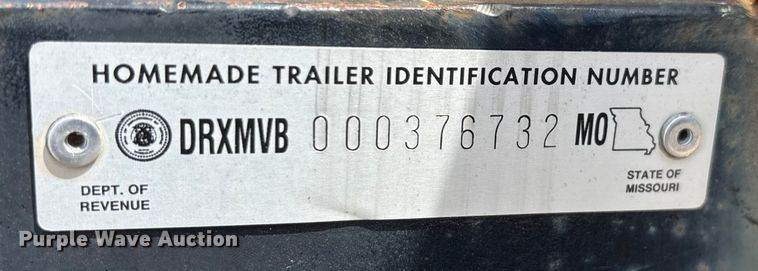 HOMEMADE TRAILER IDENTIFICATION NUMBER
DRXMVB 000376732 MO
DEPT. OF
REVENUE
STATE OF
MISSOURI
Purple Wave Auction